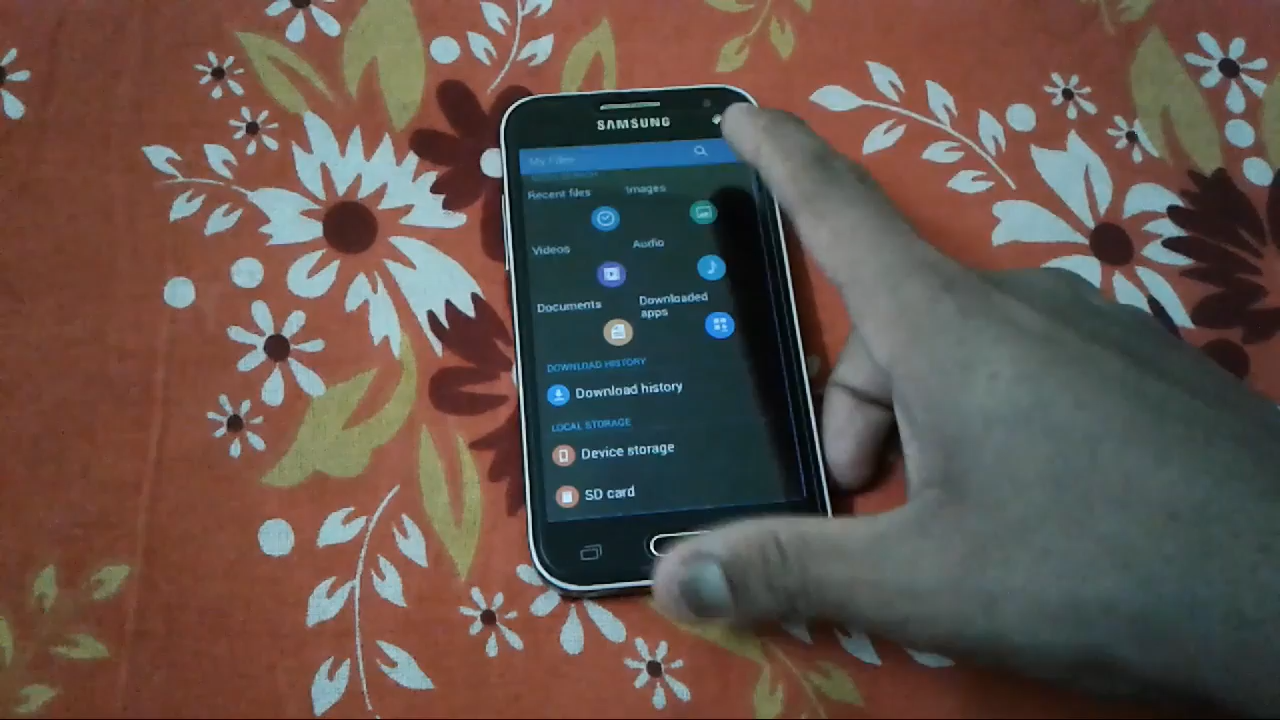 SAMSUNG
My Files
Recent files
Images
Videos
Audio
Documents
Downloaded
apps
DOWNLOAD HISTORY
Download history
LOCAL STORAGE
Device storage
SD card